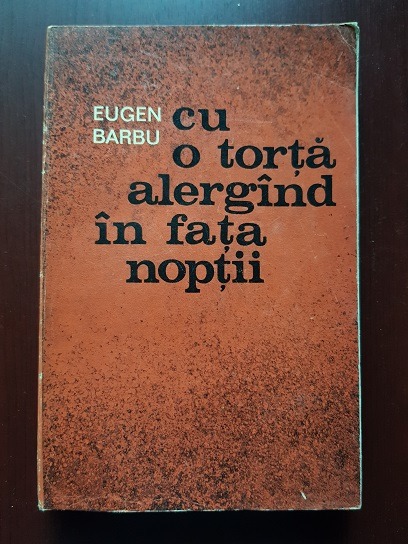 EUGEN
BARBU
cu
o torță
alergînd
în fața
nopții